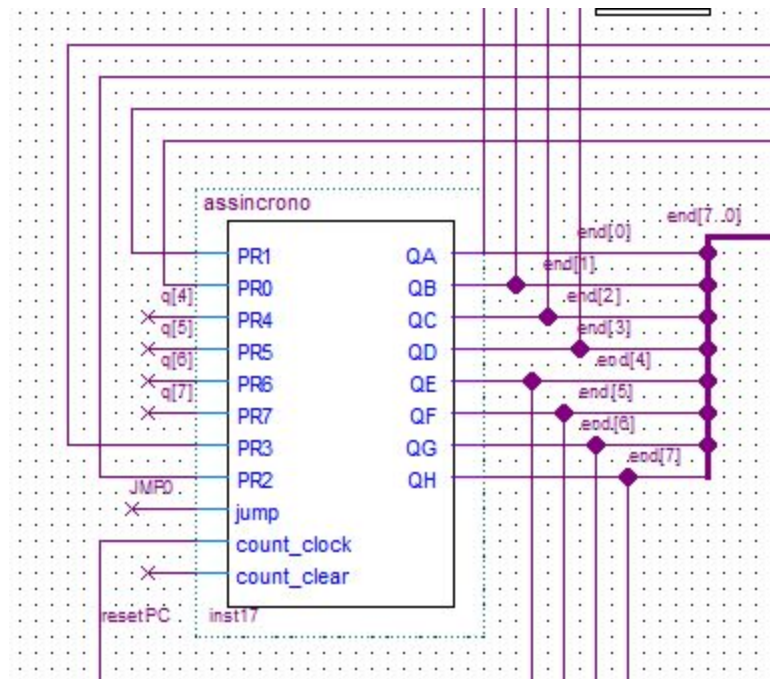 end[7..0]
assincrono
end[0]
PR1 QA
end[1]
PR0 QB
q[4] end[2]
PR4 QC
q[5] end[3]
PR5 QD
q[6] end[4]
PR6 QE
q[7] end[5]
PR7 QF
end[6]
PR3 QG
end[7]
PR2 QH
JMP0
jump
count_clock
count_clear
resetPC inst17